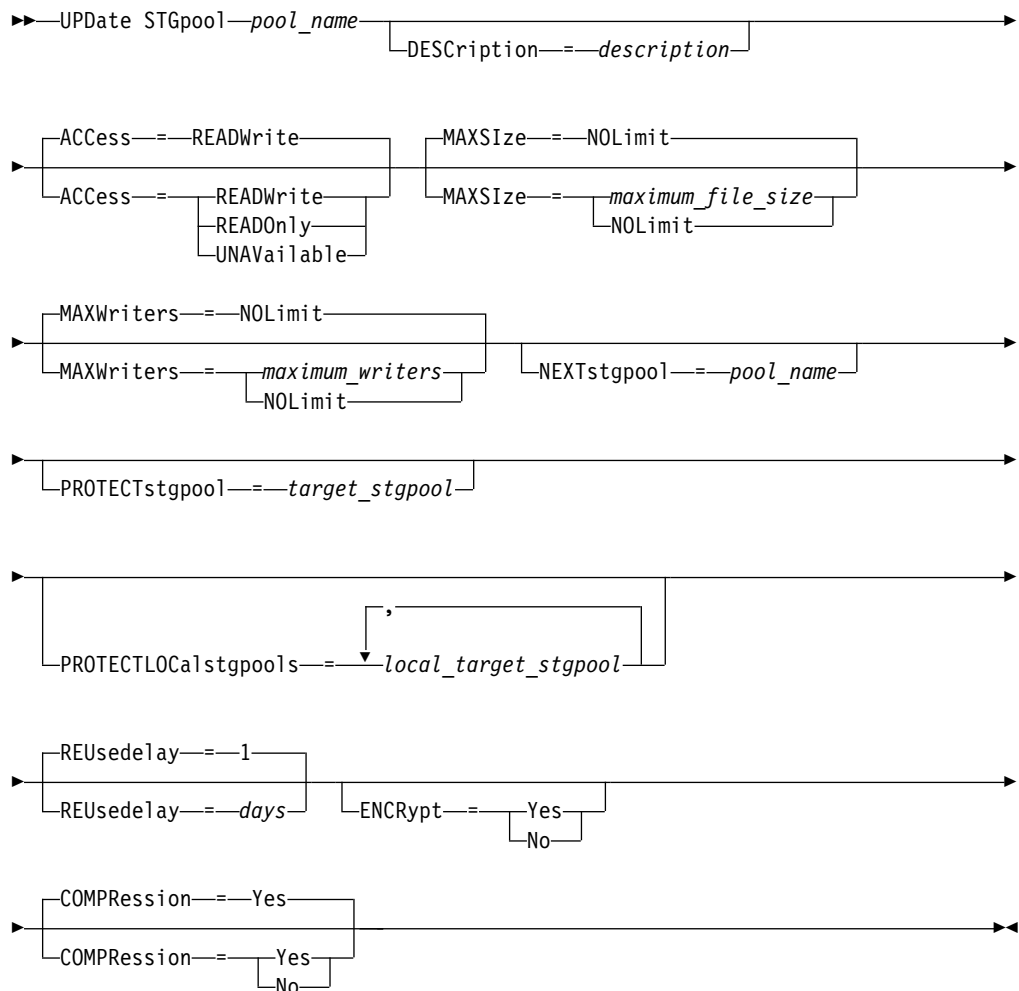 UPDate STGpool pool_name
DESCription = description
ACCess = READWrite
ACCess = READWrite
READOnly
UNAVailable
MAXSIze = NOLimit
MAXSIze = maximum_file_size
NOLimit
MAXWriters = NOLimit
MAXWriters = maximum_writers
NOLimit
NEXTstgpool = pool_name
PROTECTstgpool = target_stgpool
,
PROTECTLOCalstgpools = local_target_stgpool
REUsedelay = 1
REUsedelay = days
ENCRypt = Yes
No
COMPRession = Yes
COMPRession = Yes
No